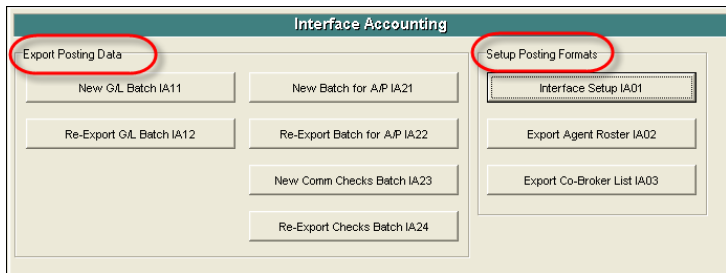 Interface Accounting
Export Posting Data
New G/L Batch IA11
New Batch for A/P IA21
Re-Export G/L Batch IA12
Re-Export Batch for A/P IA22
New Comm Checks Batch IA23
Re-Export Checks Batch IA24
Setup Posting Formats
Interface Setup IA01
Export Agent Roster IA02
Export Co-Broker List IA03